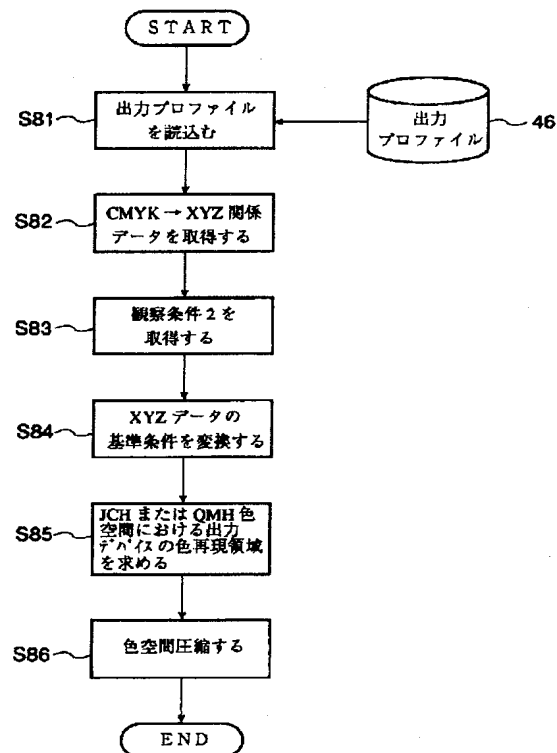 START
S81
出力プロファイル
を読込む
出力
プロファイル
46
S82
CMYK → XYZ 関係
データを取得する
S83
観察条件2を
取得する
S84
XYZ データの
基準条件を変換する
S85
JCH または QMH 色
空間における出力
デバイスの色再現領域
を求める
S86
色空間圧縮する
END